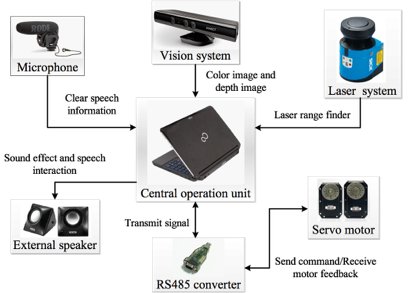 Microphone
Vision system
Laser system
Color image and
depth image
Clear speech
information
Laser range finder
Sound effect and speech
interaction
Central operation unit
External speaker
Transmit signal
Servo motor
RS485 converter
Send command/Receive
motor feedback